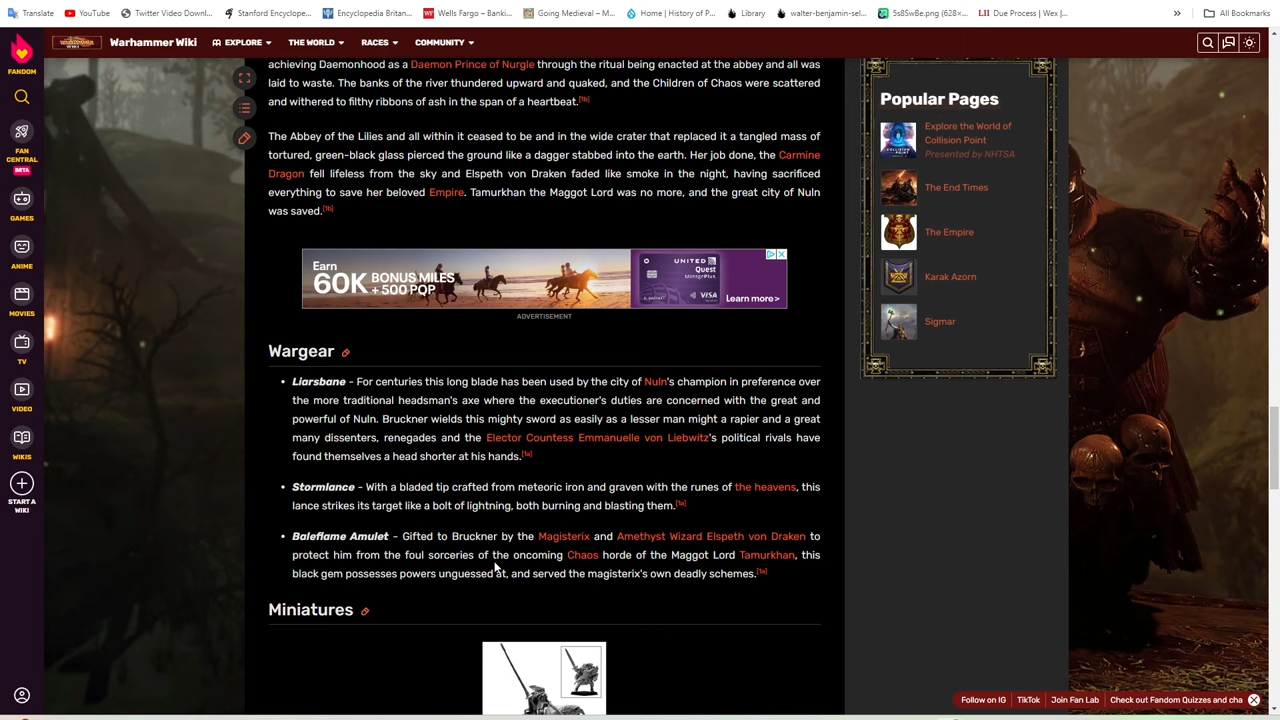 Translate
YouTube
Twitter Video Downl...
Stanford Encyclope...
Encyclopedia Britan...
Wells Fargo – Banki...
Going Medieval – M...
Home | History of P...
Library
walter-benjamin-sel...
5s8SwBe.png (628×...
LII Due Process | Wex |...
»
All Bookmarks
FANDOM
Warhammer Wiki
EXPLORE
THE WORLD
RACES
COMMUNITY
FAN CENTRAL
BETA
GAMES
ANIME
MOVIES
TV
VIDEO
WIKIS
START A WIKI
achieving Daemonhood as a Daemon Prince of Nurgle through the ritual being enacted at the abbey and all was
laid to waste. The banks of the river thundered upward and quaked, and the Children of Chaos were scattered
and withered to filthy ribbons of ash in the span of a heartbeat.[1b]
The Abbey of the Lilies and all within it ceased to be and in the wide crater that replaced it a tangled mass of
tortured, green-black glass pierced the ground like a dagger stabbed into the earth. Her job done, the Carmine
Dragon fell lifeless from the sky and Elspeth von Draken faded like smoke in the night, having sacrificed
everything to save her beloved Empire. Tamurkhan the Maggot Lord was no more, and the great city of Nuln
was saved.[1b]
Earn
60K BONUS MILES
+ 500 PQP
UNITED
Quest
VISA
Learn more >
ADVERTISEMENT
Wargear
• Liarsbane - For centuries this long blade has been used by the city of Nuln's champion in preference over
the more traditional headsman's axe where the executioner's duties are concerned with the great and
powerful of Nuln. Bruckner wields this mighty sword as easily as a lesser man might a rapier and a great
many dissenters, renegades and the Elector Countess Emmanuelle von Liebwitz's political rivals have
found themselves a head shorter at his hands.[1a]
• Stormlance - With a bladed tip crafted from meteoric iron and graven with the runes of the heavens, this
lance strikes its target like a bolt of lightning, both burning and blasting them.[1a]
• Baleflame Amulet - Gifted to Bruckner by the Magisterix and Amethyst Wizard Elspeth von Draken to
protect him from the foul sorceries of the oncoming Chaos horde of the Maggot Lord Tamurkhan, this
black gem possesses powers unguessed at, and served the magisterix's own deadly schemes.[1a]
Miniatures
Popular Pages
Explore the World of
Collision Point
Presented by NHTSA
The End Times
The Empire
Karak Azorn
Sigmar
Follow on IG
TikTok
Join Fan Lab
Check out Fandom Quizzes and cha